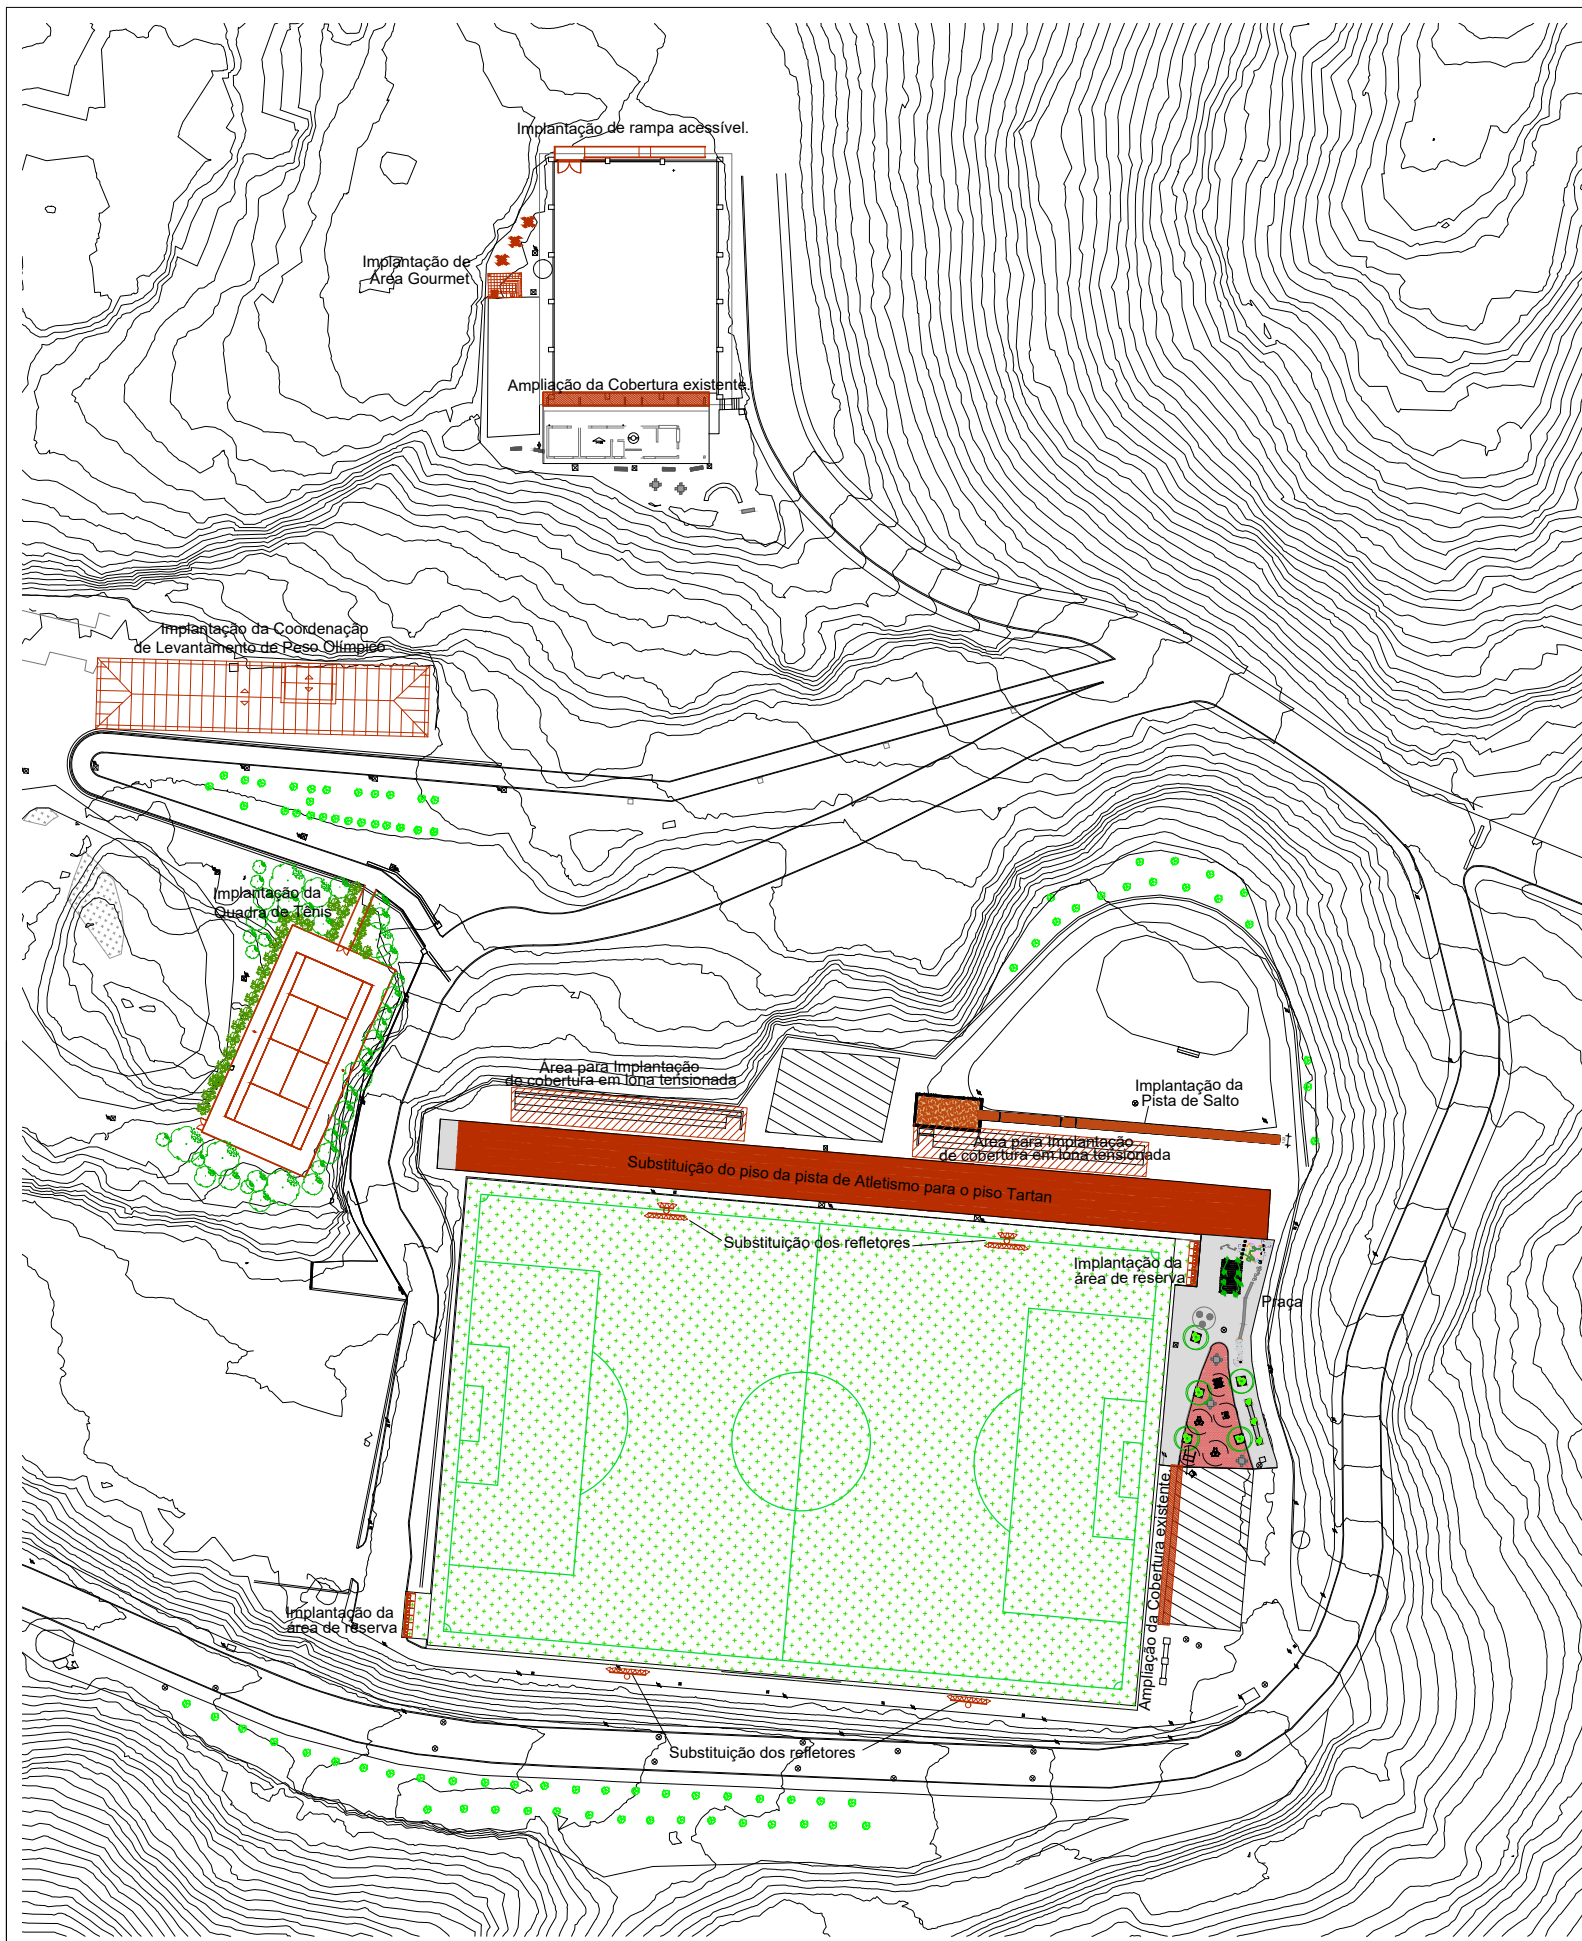 Implantação de rampa acessível.
Implantação de
Área Gourmet
Ampliação da Cobertura existente.
Implantação da Coordenação
de Levantamento de Peso Olímpico
Implantação da
Quadra de Tênis
Área para Implantação
de cobertura em lona tensionada
Implantação da
Pista de Salto
Área para Implantação
de cobertura em lona tensionada
Substituição do piso da pista de Atletismo para o piso Tartan
Substituição dos refletores
Implantação da
área de reserva
Praça
Ampliação da Cobertura existente
Implantação da
área de reserva
Substituição dos refletores